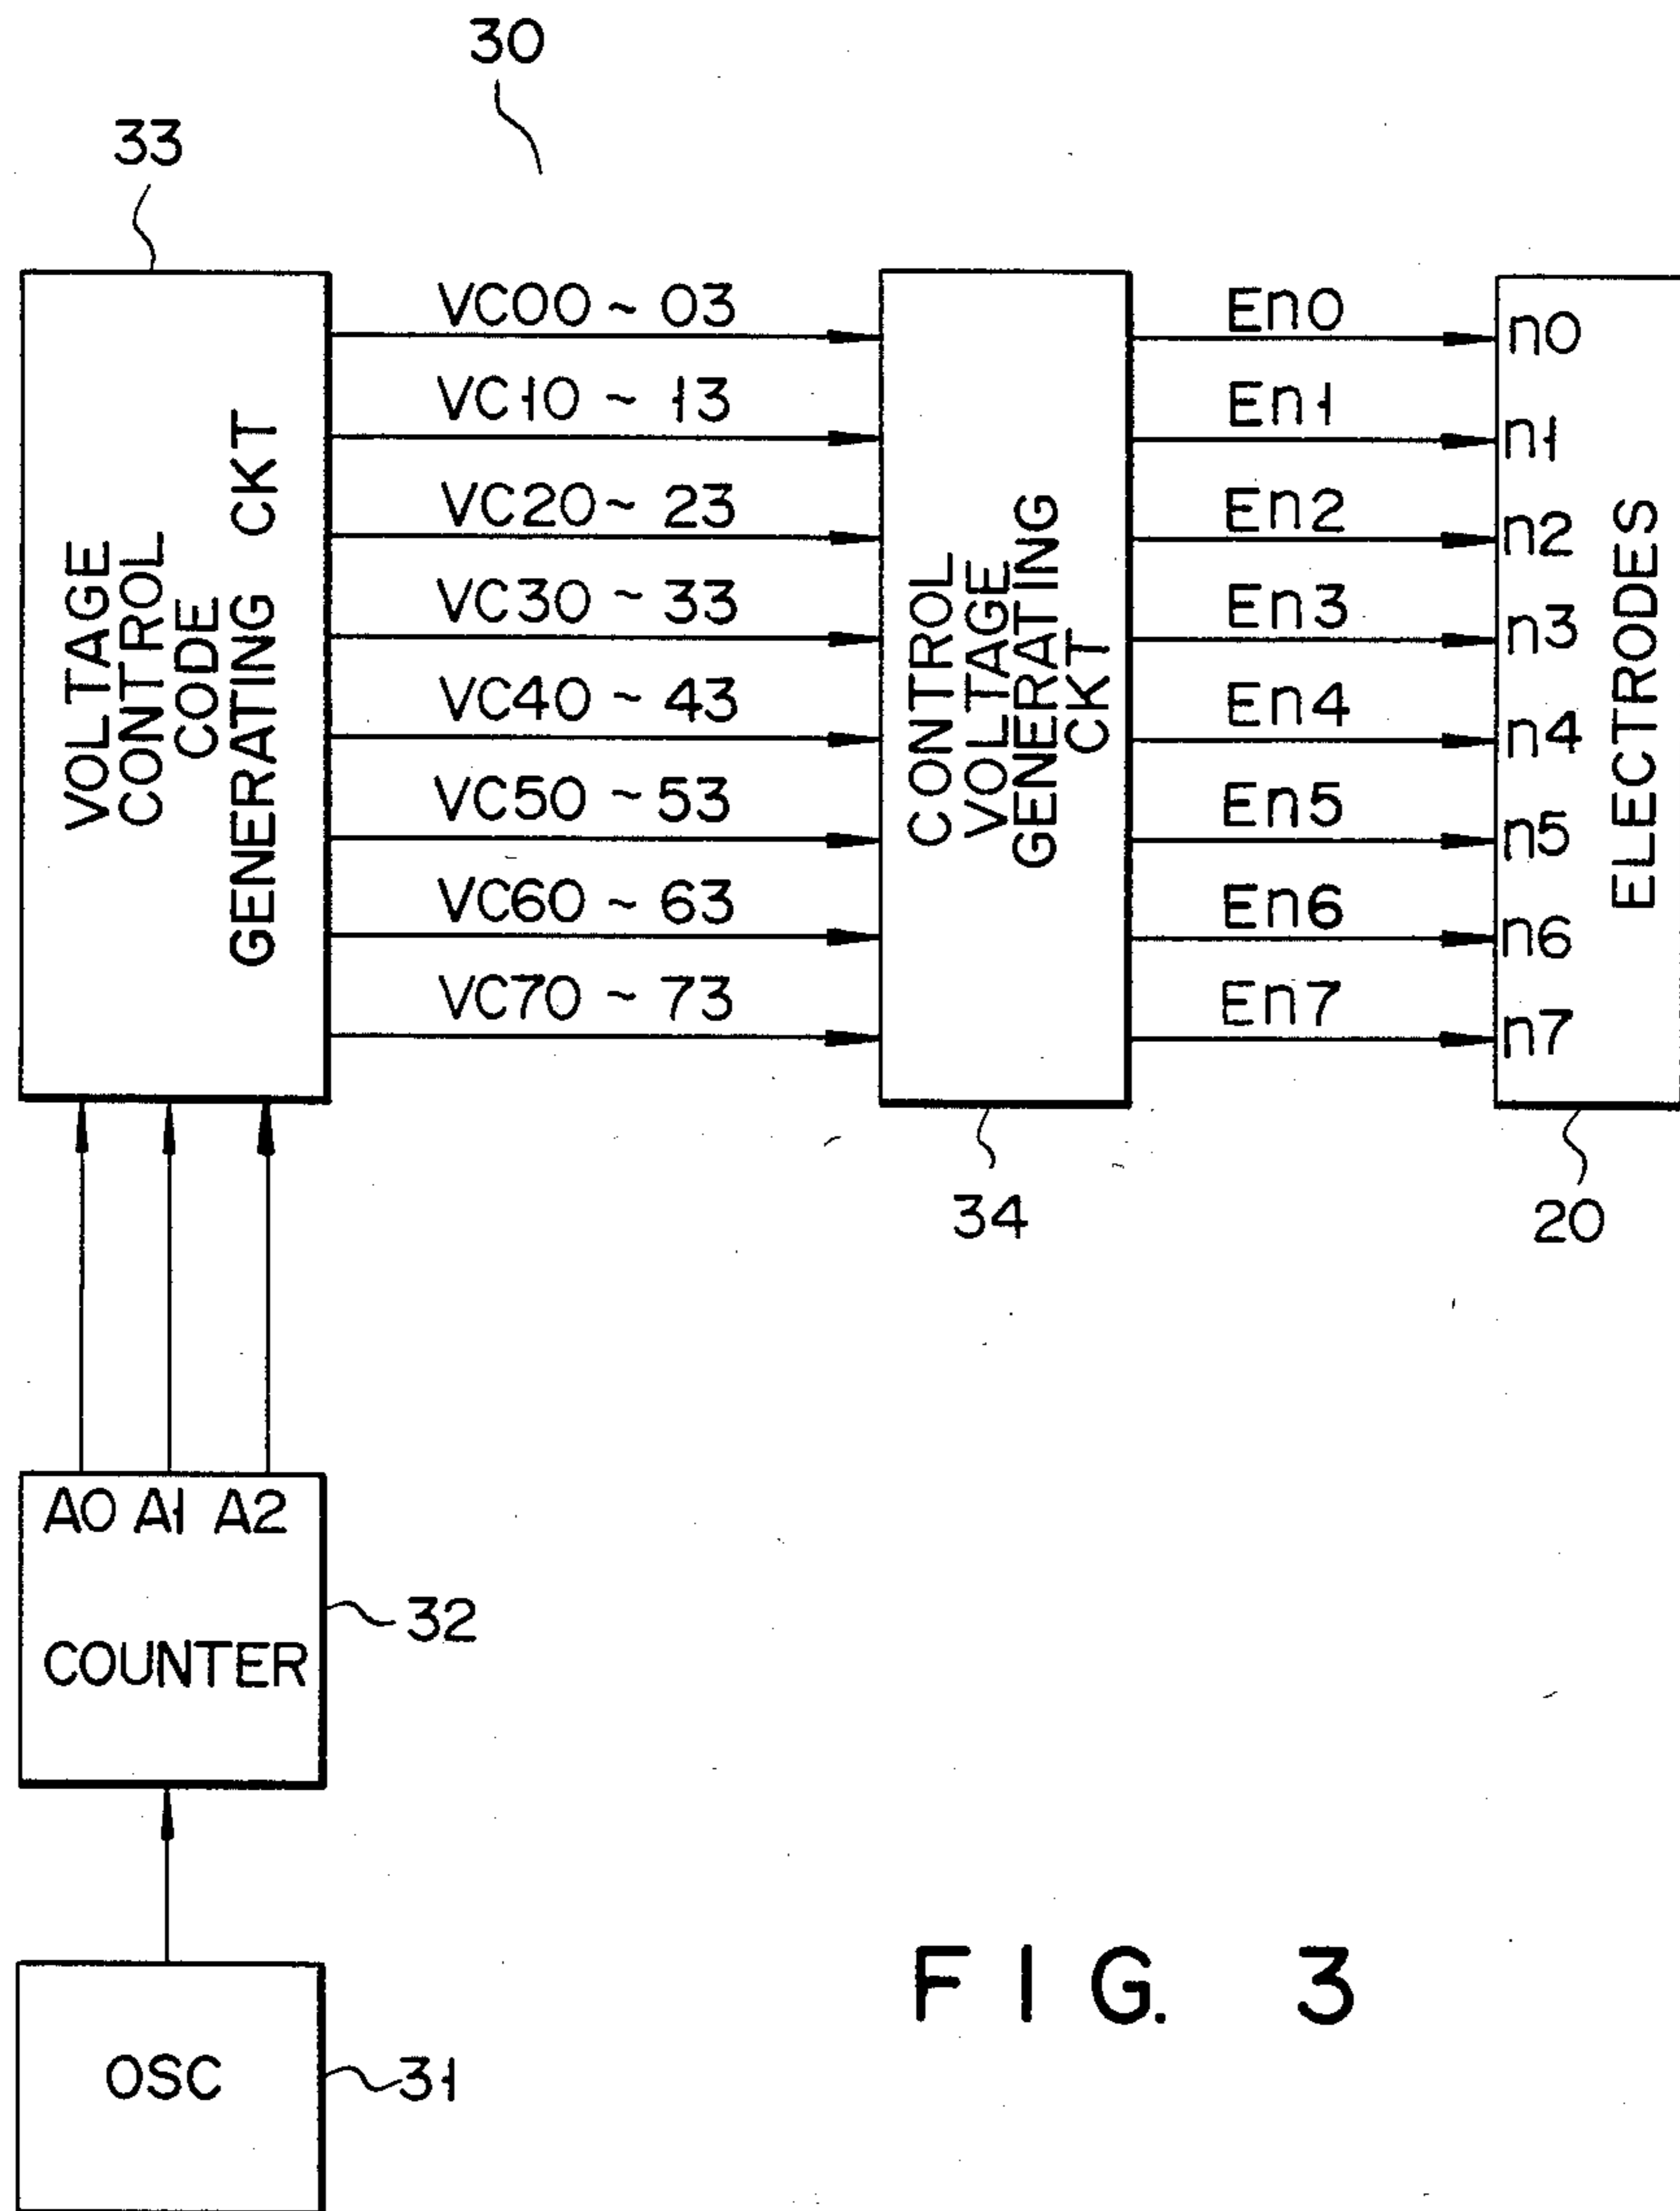 30
33
VOLTAGE
CONTROL
CODE
GENERATING CKT
VC00 ~ 03
VC10 ~ 13
VC20 ~ 23
VC30 ~ 33
VC40 ~ 43
VC50 ~ 53
VC60 ~ 63
VC70 ~ 73
CONTROL
VOLTAGE
GENERATING
CKT
En0
En1
En2
En3
En4
En5
En6
En7
n0
n1
n2
n3
n4
n5
n6
n7
ELECTRODES
34
20
A0 A1 A2
COUNTER
32
OSC
31
FIG. 3